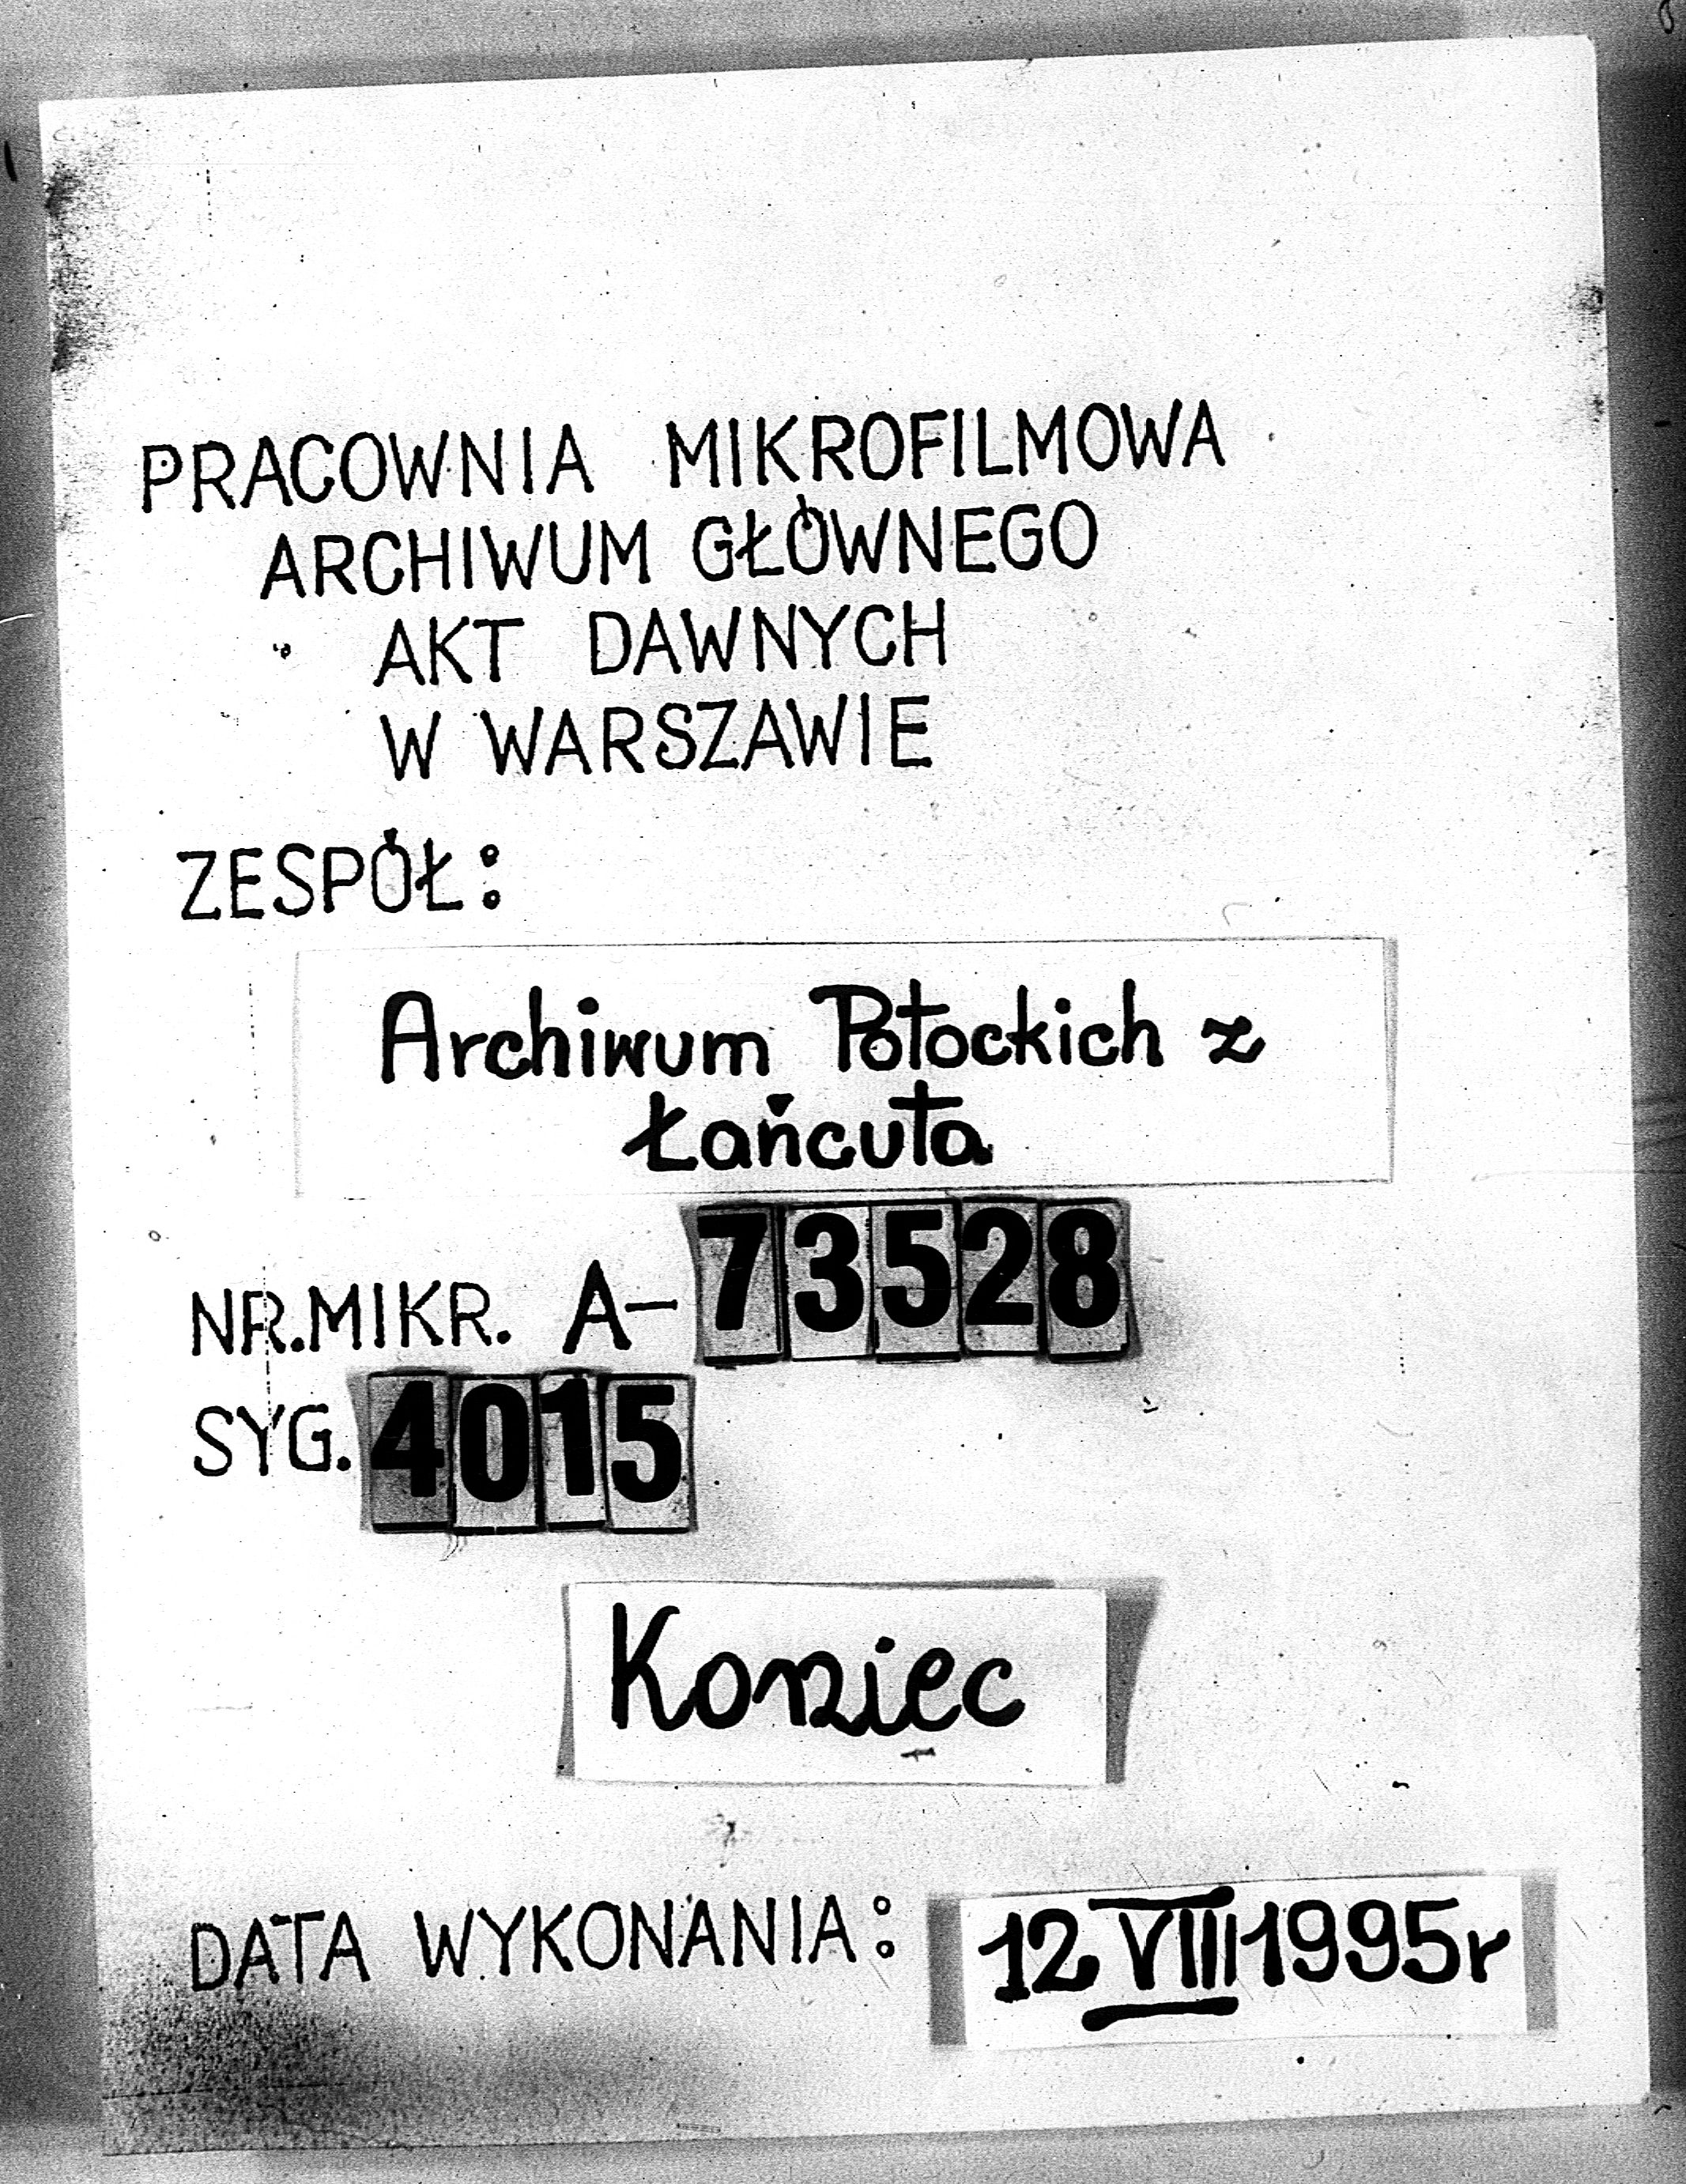 PRACOWNIA MIKROFILMOWA
ARCHIWUM GŁÓWNEGO
AKT DAWNYCH
W WARSZAWIE
ZESPÓŁ:
Archiwum Potockich z
Łańcuta
NR.MIKR. A-73528
SYG. 4015
Koniec
DATA WYKONANIA: 12 VIII 1995r